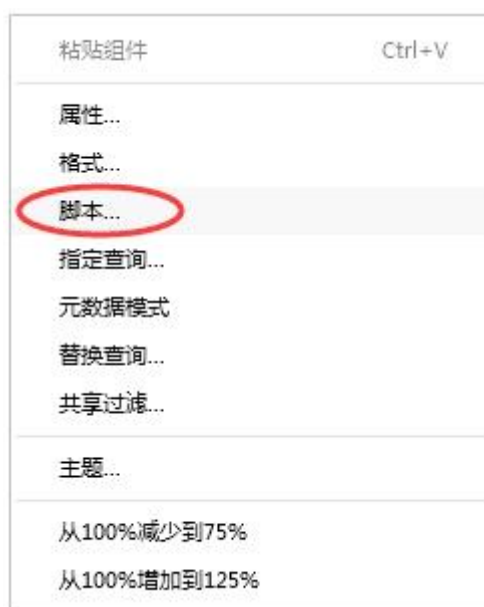 粘贴组件 Ctrl+V
属性...
格式...
脚本...
指定查询...
元数据模式
替换查询...
共享过滤...
主题...
从100%减少到75%
从100%增加到125%